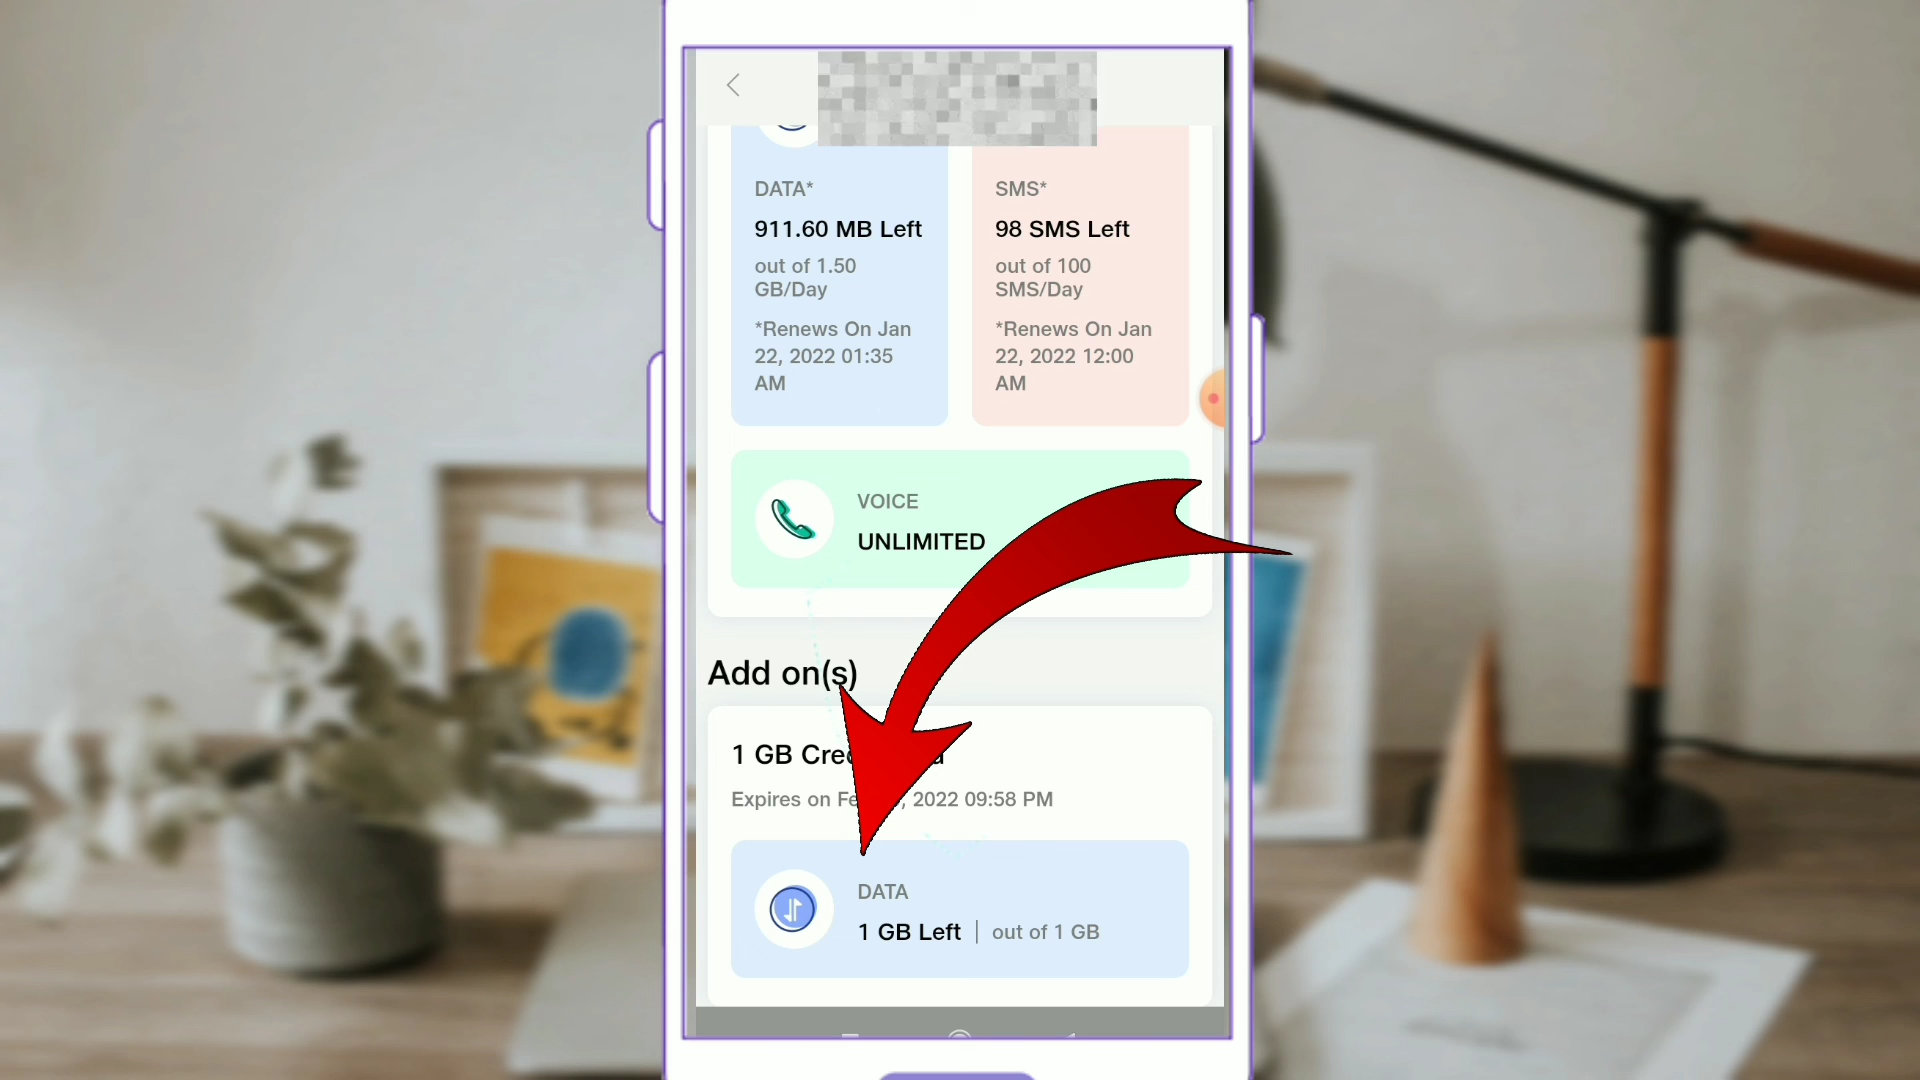 DATA*
911.60 MB Left
out of 1.50
GB/Day
*Renews On Jan
22, 2022 01:35
AM
SMS*
98 SMS Left
out of 100
SMS/Day
*Renews On Jan
22, 2022 12:00
AM
VOICE
UNLIMITED
Add on(s)
1 GB
Expires on , 2022 09:58 PM
DATA
1 GB Left | out of 1 GB